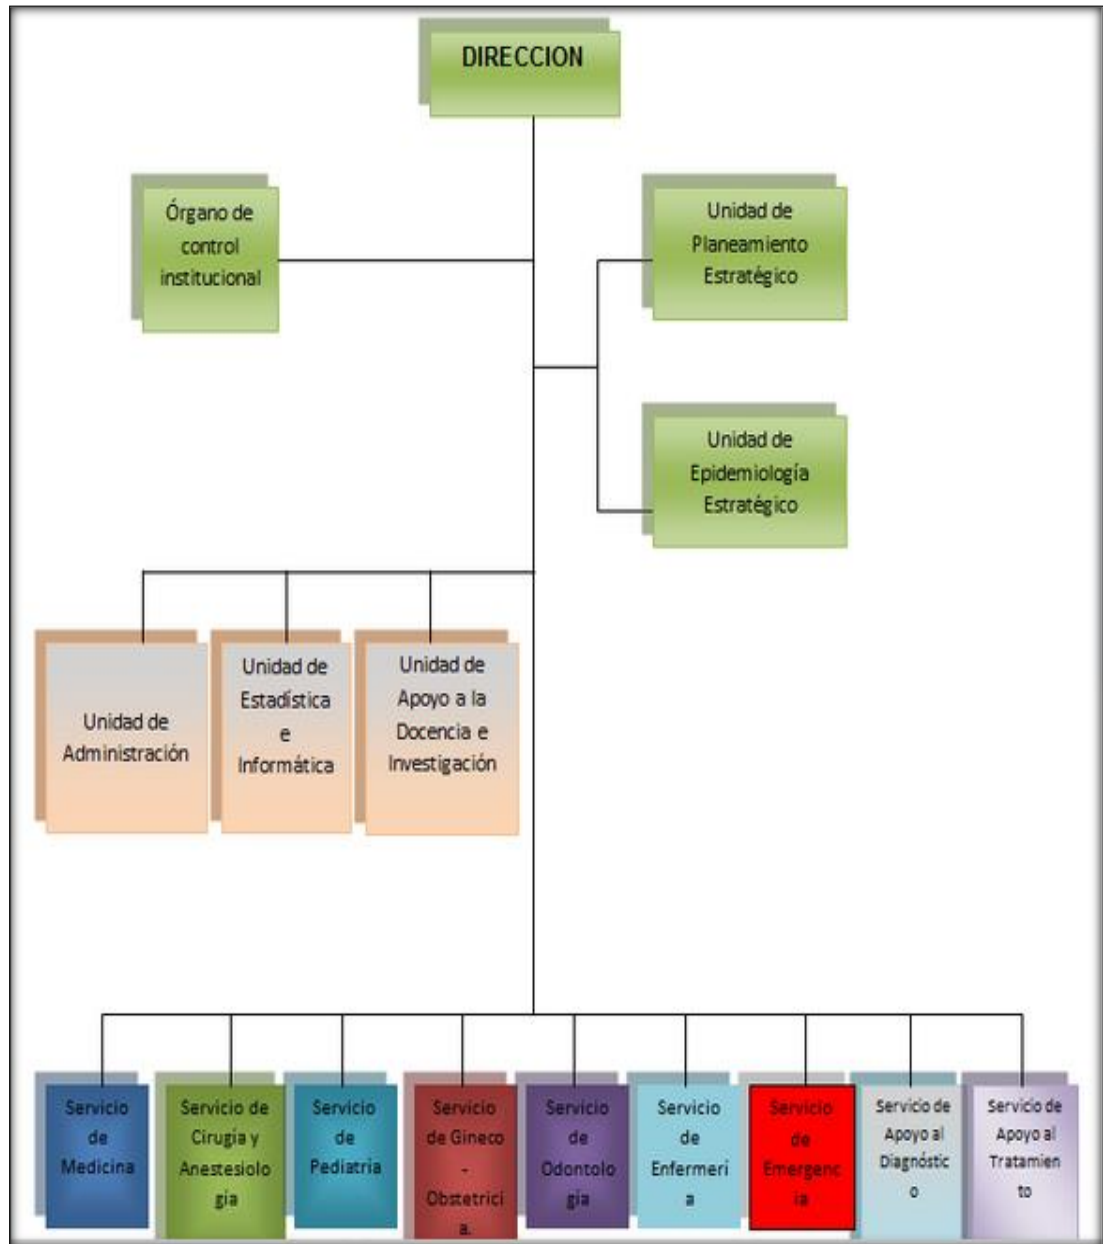 DIRECCION
Órgano de
control
institucional
Unidad de
Planeamiento
Estratégico
Unidad de
Epidemiología
Estratégico
Unidad de
Administración
Unidad de
Estadística
e
Informática
Unidad de
Apoyo a la
Docencia e
Investigación
Servicio
de
Medicina
Servicio de
Cirugía y
Anestesiolo
gía
Servicio
de
Pediatria
Servicio
de Gineco
-
Obstetrici
a.
Servicio
de
Odontolo
gía
Servicio
de
Enfermerí
a
Servicio
de
Emergenc
ia
Servicio de
Apoyo al
Diagnóstic
o
Servicio de
Apoyo al
Tratamien
to